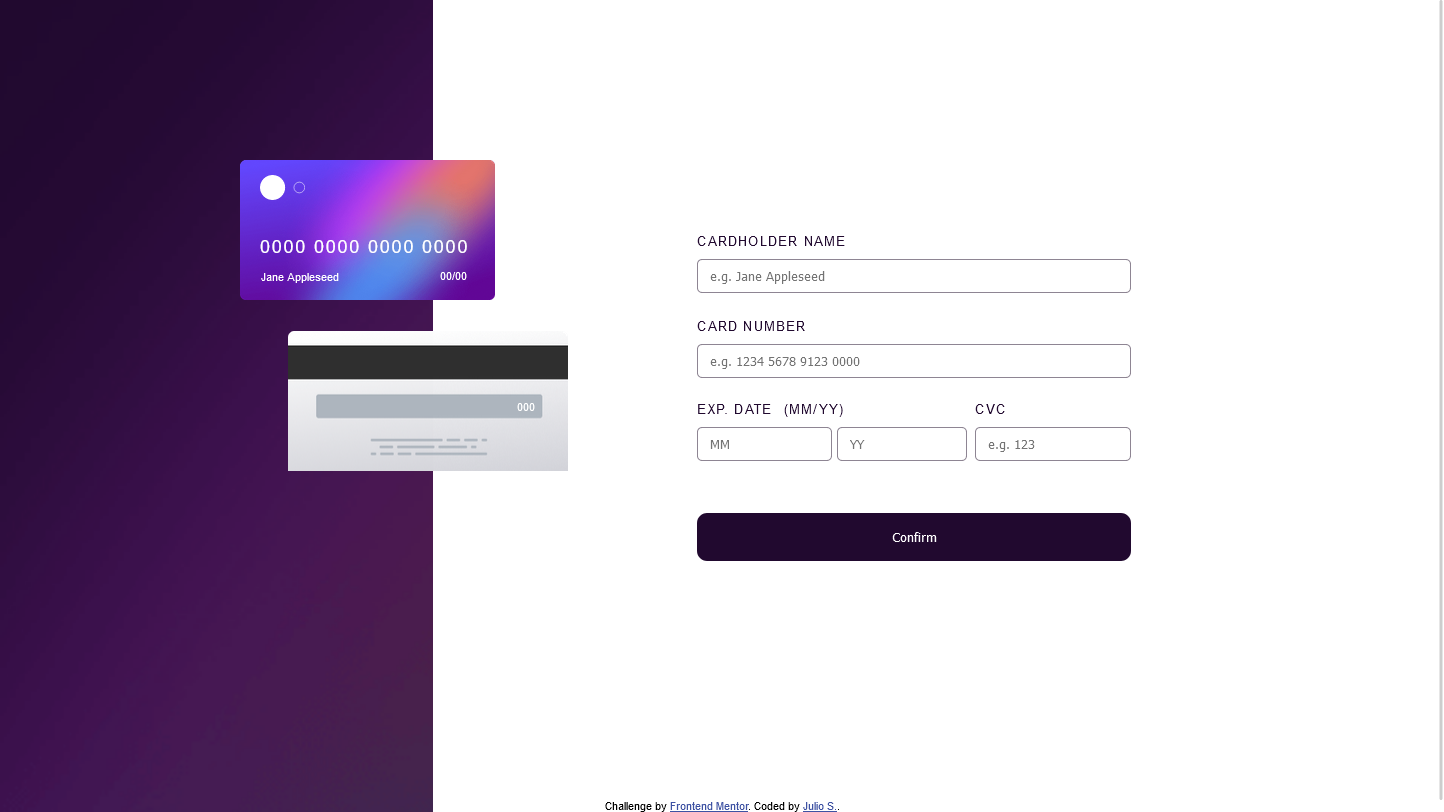 0000 0000 0000 0000
Jane Appleseed 00/00
000
CARDHOLDER NAME
e.g. Jane Appleseed
CARD NUMBER
e.g. 1234 5678 9123 0000
EXP. DATE (MM/YY) CVC
MM YY e.g. 123
Confirm
Challenge by Frontend Mentor. Coded by Julio S..